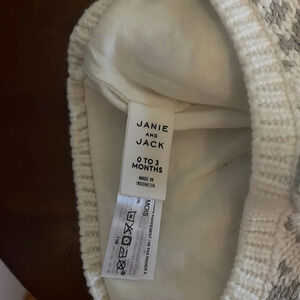 JANIE
AND
JACK
0 TO 3
MONTHS
MADE IN
INDONESIA
MOIS